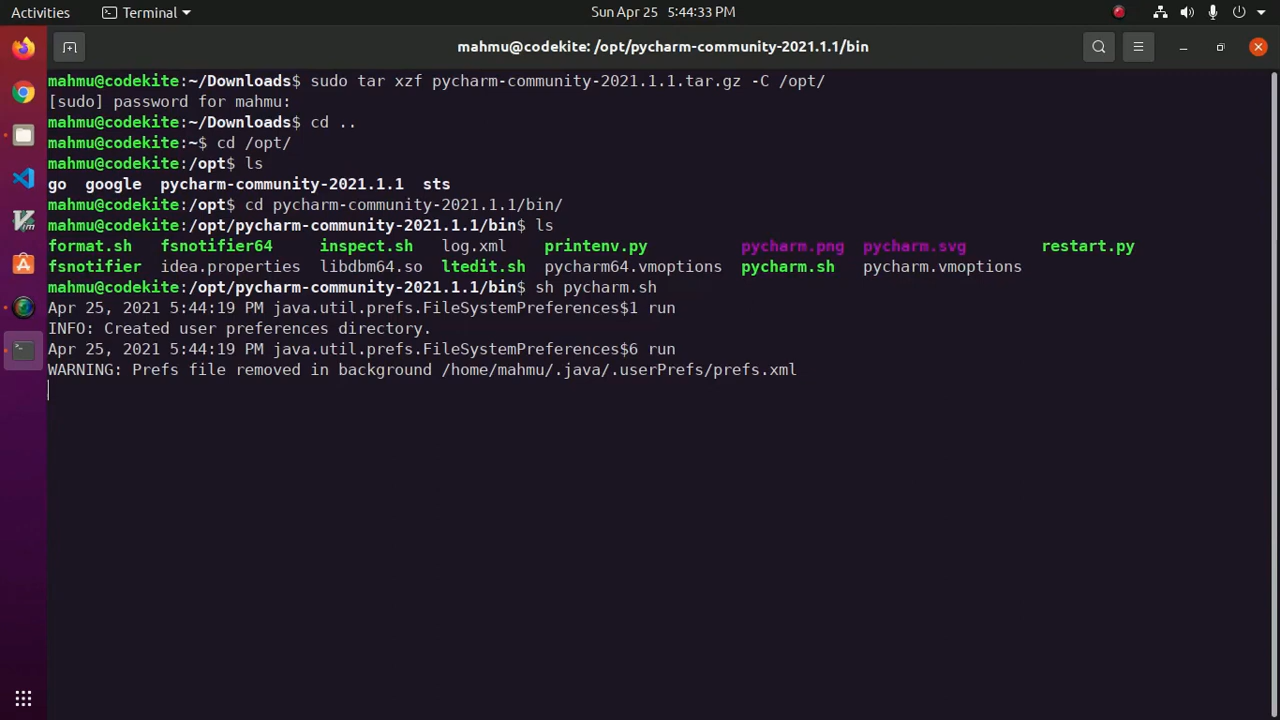 Activities Terminal Sun Apr 25 5:44:33 PM
mahmu@codekite: /opt/pycharm-community-2021.1.1/bin
mahmu@codekite:~/Downloads$ sudo tar xzf pycharm-community-2021.1.1.tar.gz -C /opt/
[sudo] password for mahmu:
mahmu@codekite:~/Downloads$ cd ..
mahmu@codekite:~$ cd /opt/
mahmu@codekite:/opt$ ls
go google pycharm-community-2021.1.1 sts
mahmu@codekite:/opt$ cd pycharm-community-2021.1.1/bin/
mahmu@codekite:/opt/pycharm-community-2021.1.1/bin$ ls
format.sh fsnotifier64 inspect.sh log.xml printenv.py pycharm.png pycharm.svg restart.py
fsnotifier idea.properties libdbm64.so ltedit.sh pycharm64.vmoptions pycharm.sh pycharm.vmoptions
mahmu@codekite:/opt/pycharm-community-2021.1.1/bin$ sh pycharm.sh
Apr 25, 2021 5:44:19 PM java.util.prefs.FileSystemPreferences$1 run
INFO: Created user preferences directory.
Apr 25, 2021 5:44:19 PM java.util.prefs.FileSystemPreferences$6 run
WARNING: Prefs file removed in background /home/mahmu/.java/.userPrefs/prefs.xml